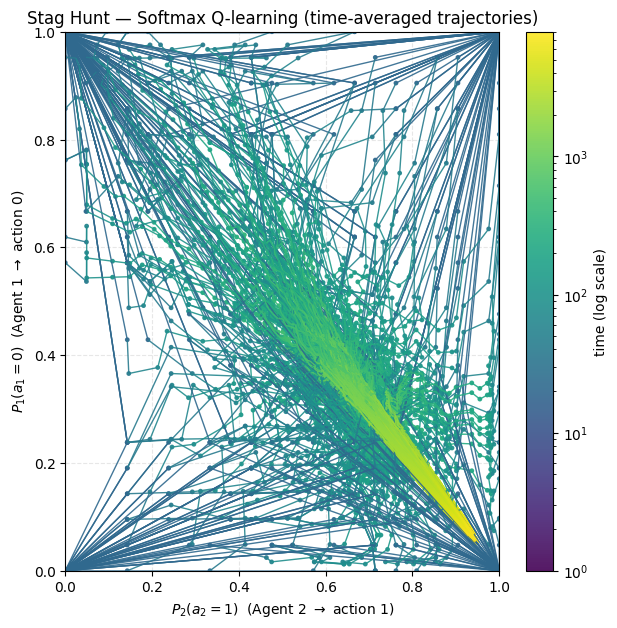 Stag Hunt — Softmax Q-learning (time-averaged trajectories)
1.0
0.8
0.6
0.4
0.2
0.0
P₁(a₁ = 0) (Agent 1 → action 0)
0.0 0.2 0.4 0.6 0.8 1.0
P₂(a₂ = 1) (Agent 2 → action 1)
10³
10²
10¹
10⁰
time (log scale)